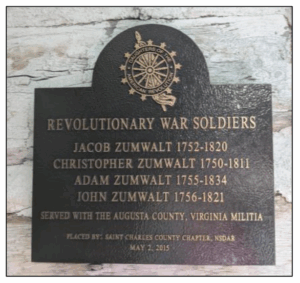 REVOLUTIONARY WAR SOLDIERS
JACOB ZUMWALT 1752-1820
CHRISTOPHER ZUMWALT 1750-1811
ADAM ZUMWALT 1755-1834
JOHN ZUMWALT 1756-1821
SERVED WITH THE AUGUSTA COUNTY, VIRGINIA MILITIA
PLACED BY: SAINT CHARLES COUNTY CHAPTER, NSDAR
MAY 2, 2015